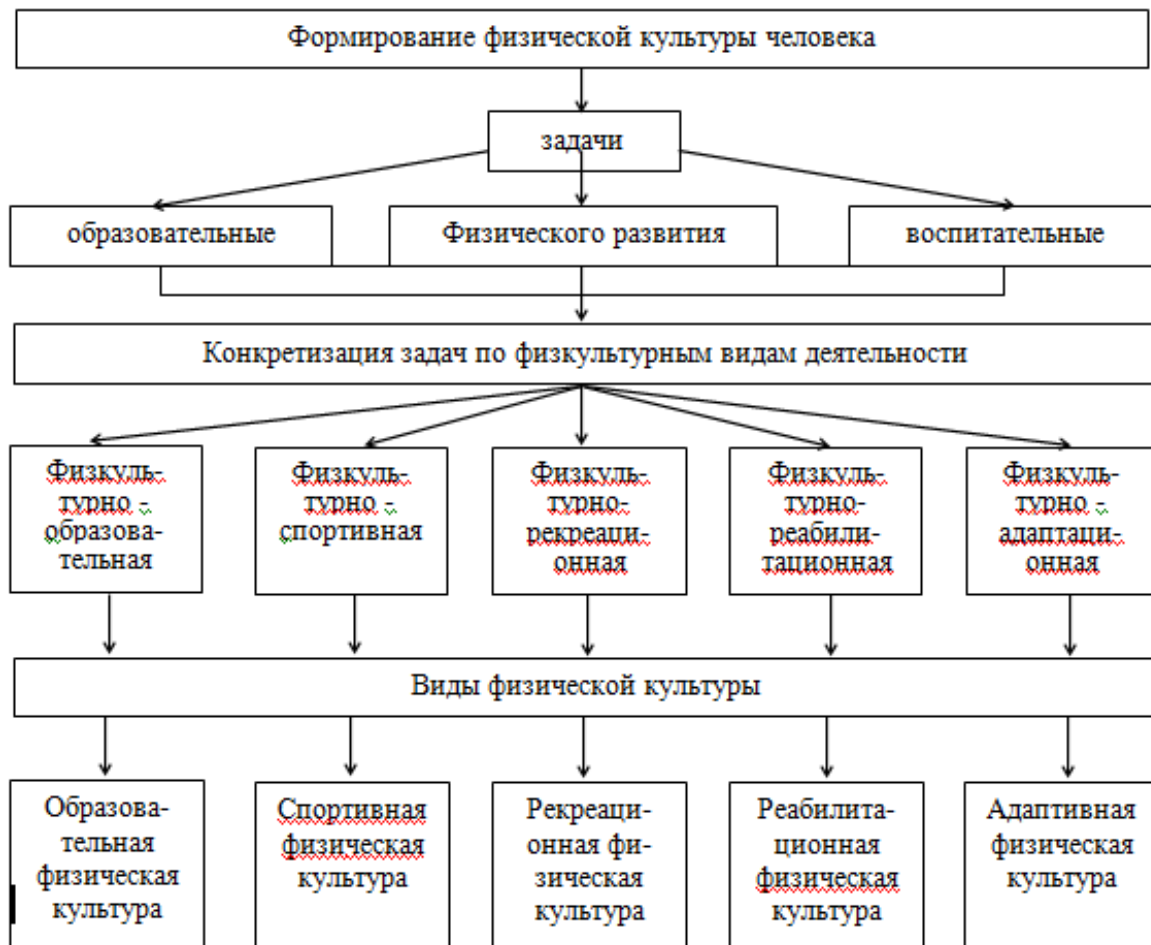 Формирование физической культуры человека
задачи
образовательные
Физического развития
воспитательные
Конкретизация задач по физкультурным видам деятельности
Физкуль-
турно -
образова-
тельная
Физкуль-
турно -
спортивная
Физкуль-
турно-
рекреаци-
онная
Физкуль-
турно-
реабили-
тационная
Физкуль-
турно -
адаптаци-
онная
Виды физической культуры
Образова-
тельная
физическая
культура
Спортивная
физическая
культура
Рекреаци-
онная фи-
зическая
культура
Реабилита-
ционная
физическая
культура
Адаптивная
физическая
культура